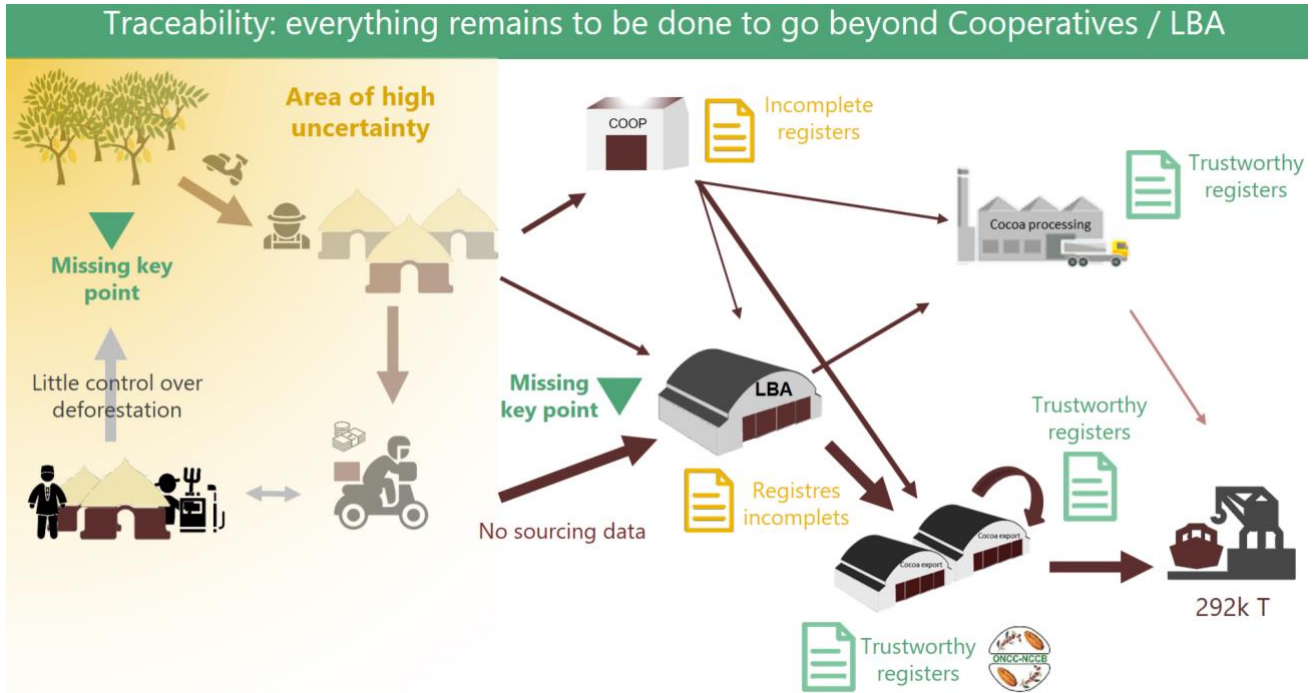 Traceability: everything remains to be done to go beyond Cooperatives / LBA
Area of high
uncertainty
COOP
Incomplete
registers
Trustworthy
registers
Cocoa processing
Missing key
point
Little control over
deforestation
Missing
key point
LBA
Trustworthy
registers
No sourcing data
Registres
incomplets
Cocoa export
Cocoa export
292k T
Trustworthy
registers
ONCC-NCCB